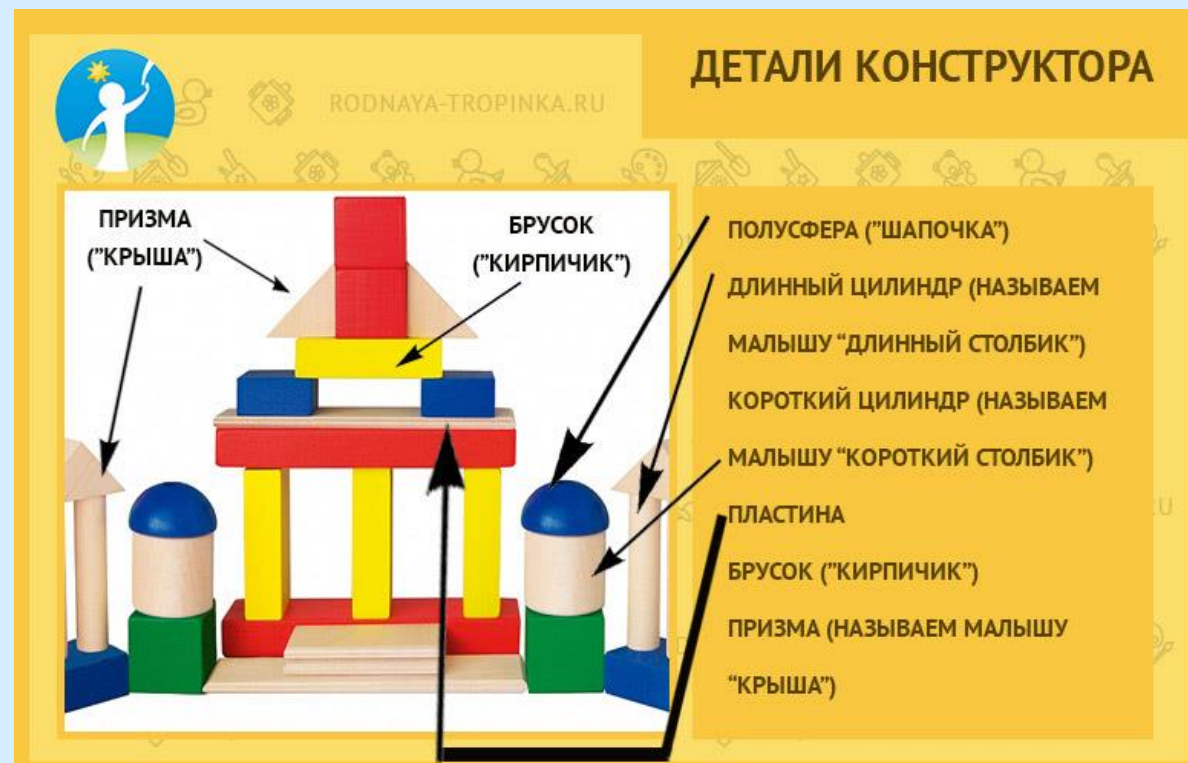 ДЕТАЛИ КОНСТРУКТОРА
RODNAYA-TROPINKA.RU
ПРИЗМА
("КРЫША")
БРУСОК
("КИРПИЧИК")
ПОЛУСФЕРА ("ШАПОЧКА")
ДЛИННЫЙ ЦИЛИНДР (НАЗЫВАЕМ
МАЛЫШУ "ДЛИННЫЙ СТОЛБИК")
КОРОТКИЙ ЦИЛИНДР (НАЗЫВАЕМ
МАЛЫШУ "КОРОТКИЙ СТОЛБИК")
ПЛАСТИНА
БРУСОК ("КИРПИЧИК")
ПРИЗМА (НАЗЫВАЕМ МАЛЫШУ
"КРЫША")